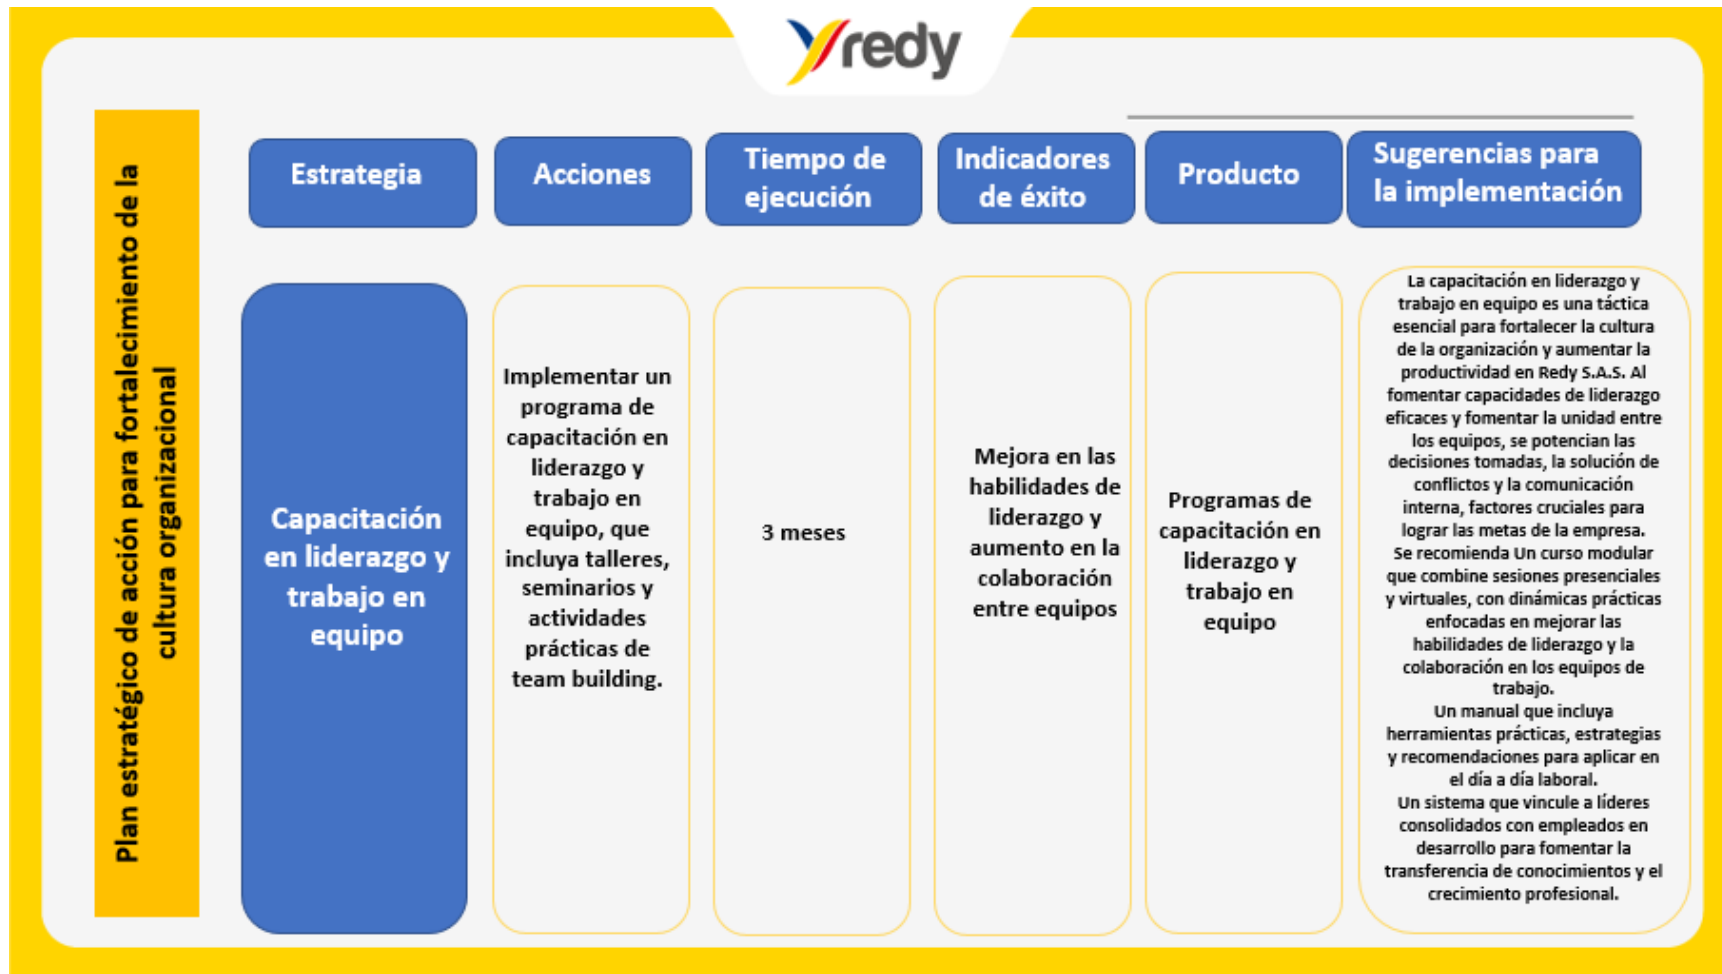 redy
Plan estratégico de acción para fortalecimiento de la
cultura organizacional
Estrategia
Acciones
Tiempo de
ejecución
Indicadores
de éxito
Producto
Sugerencias para
la implementación
Capacitación
en liderazgo y
trabajo en
equipo
Implementar un
programa de
capacitación en
liderazgo y
trabajo en
equipo, que
incluya talleres,
seminarios y
actividades
prácticas de
team building.
3 meses
Mejora en las
habilidades de
liderazgo y
aumento en la
colaboración
entre equipos
Programas de
capacitación en
liderazgo y
trabajo en
equipo
La capacitación en liderazgo y
trabajo en equipo es una táctica
esencial para fortalecer la cultura
de la organización y aumentar la
productividad en Redy S.A.S. Al
fomentar capacidades de liderazgo
eficaces y fomentar la unidad entre
los equipos, se potencian las
decisiones tomadas, la solución de
conflictos y la comunicación
interna, factores cruciales para
lograr las metas de la empresa.
Se recomienda Un curso modular
que combine sesiones presenciales
y virtuales, con dinámicas prácticas
enfocadas en mejorar las
habilidades de liderazgo y la
colaboración en los equipos de
trabajo.
Un manual que incluya
herramientas prácticas, estrategias
y recomendaciones para aplicar en
el día a día laboral.
Un sistema que vincule a líderes
consolidados con empleados en
desarrollo para fomentar la
transferencia de conocimientos y el
crecimiento profesional.